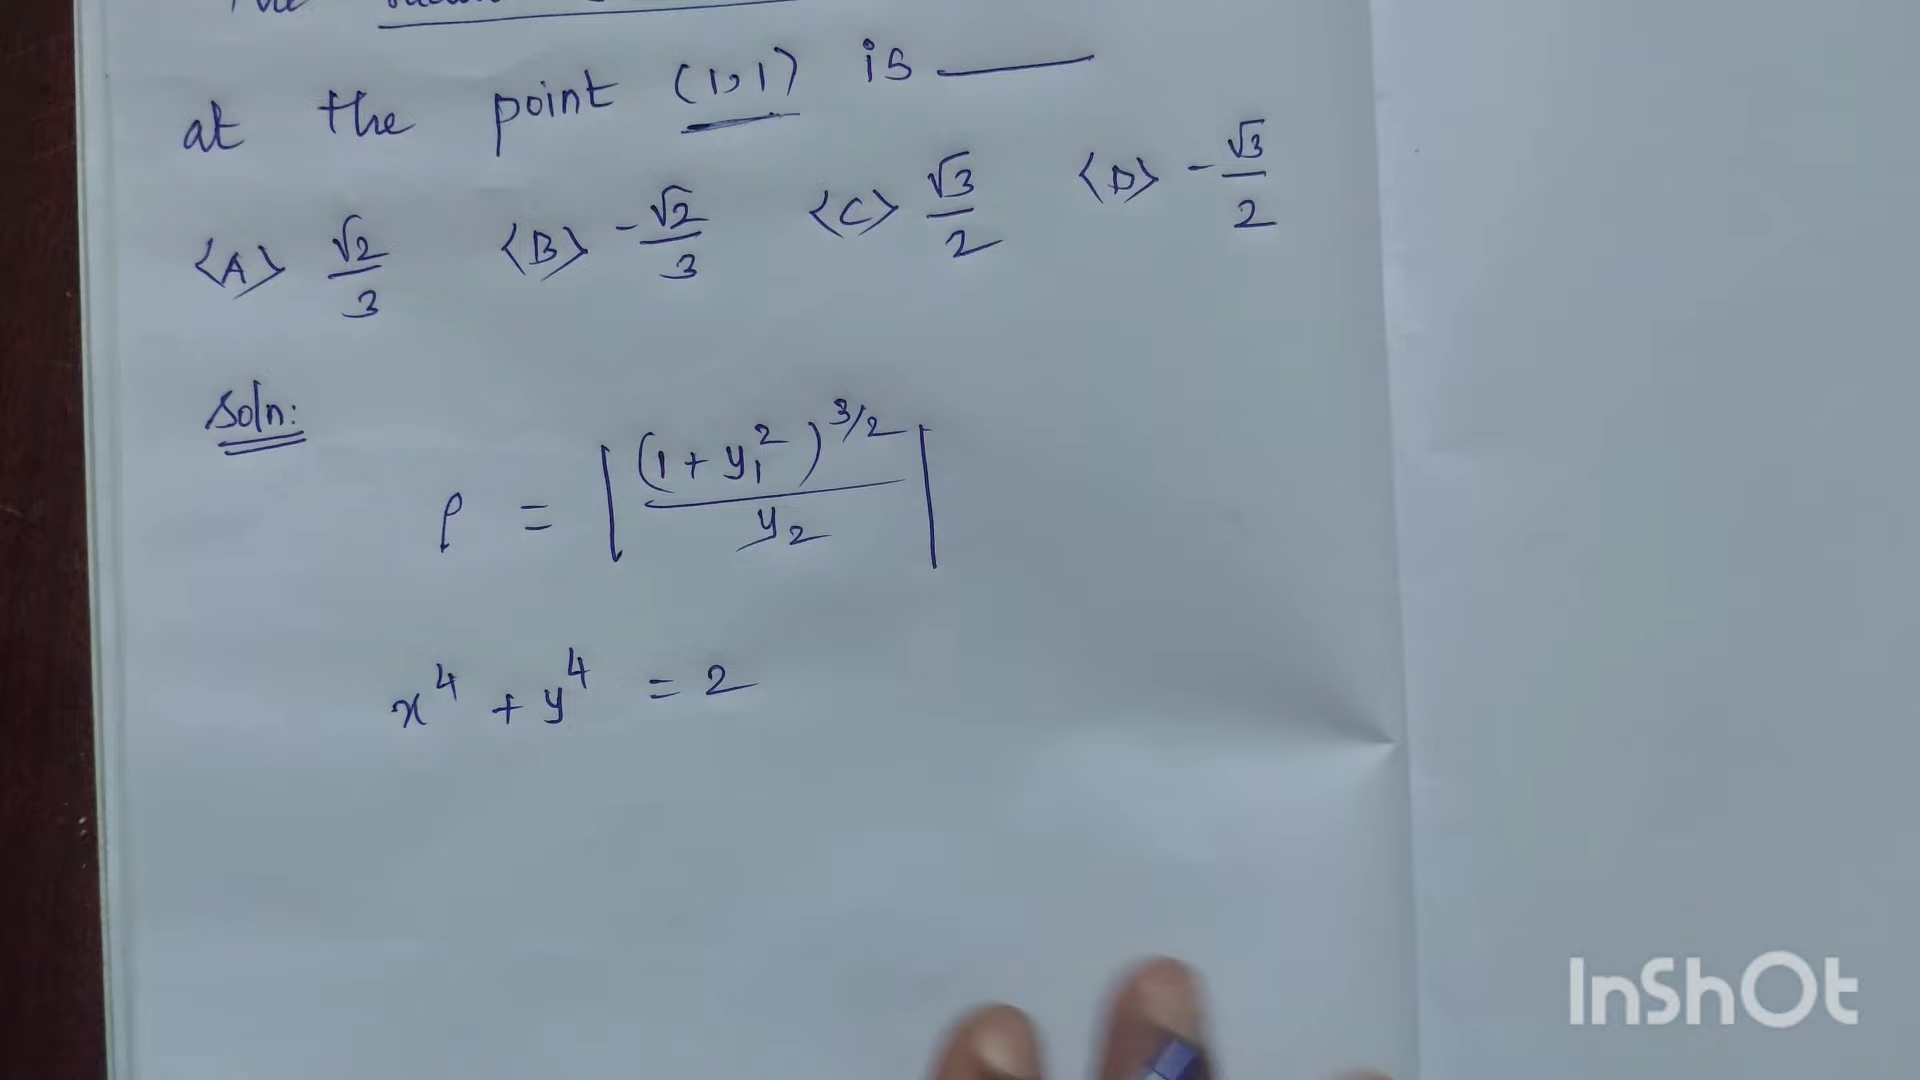 at the point (1,1) is ———
<A> √2/3 <B> -√2/3 <C> √3/2 <D> -√3/2
Soln:
ρ = |(1 + y₁²)^3/2 / y₂|
x⁴ + y⁴ = 2
InShOt